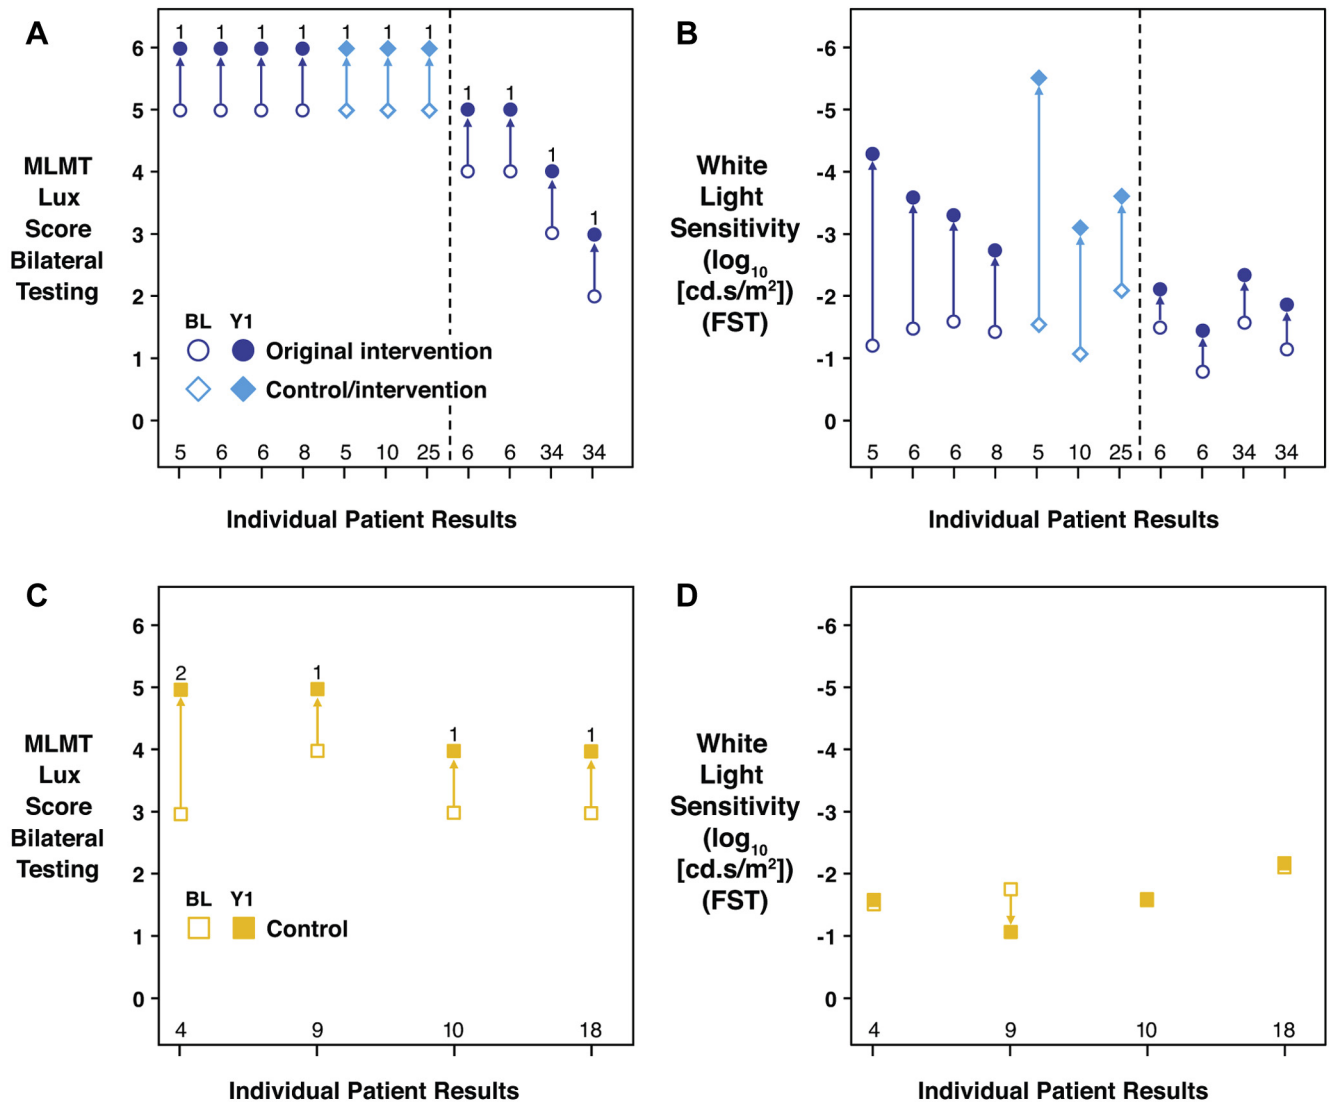 A
1 1 1 1 1 1 1
1 1
1
1
6
5
4
3
2
1
0
MLMT
Lux
Score
Bilateral
Testing
BL Y1
Original intervention
Control/intervention
5 6 6 8 5 10 25 6 6 34 34
Individual Patient Results
B
-6
-5
-4
-3
-2
-1
0
White
Light
Sensitivity
(log10
[cd.s/m²])
(FST)
5 6 6 8 5 10 25 6 6 34 34
Individual Patient Results
C
6
5
4
3
2
1
0
2 1
1 1
MLMT
Lux
Score
Bilateral
Testing
BL Y1
Control
4 9 10 18
Individual Patient Results
D
-6
-5
-4
-3
-2
-1
0
White
Light
Sensitivity
(log10
[cd.s/m²])
(FST)
4 9 10 18
Individual Patient Results